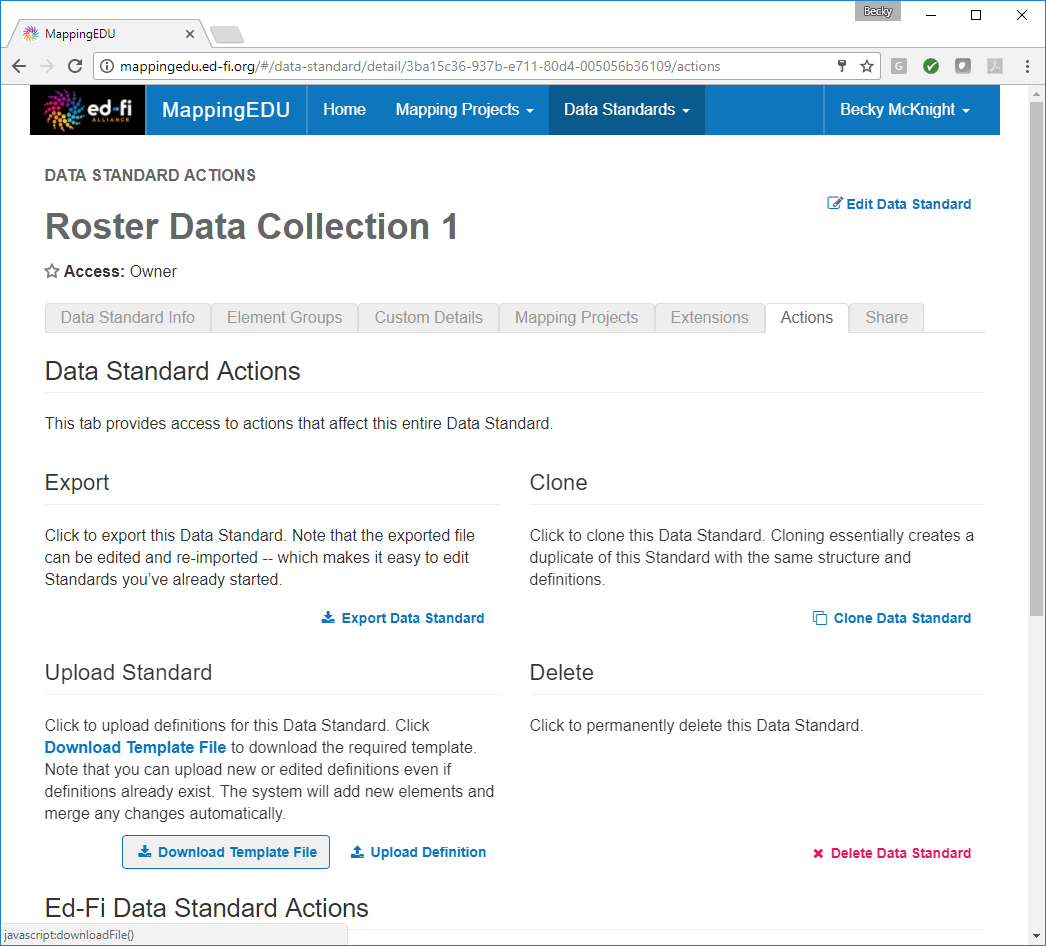 Becky
MappingEDU
mappingedu.ed-fi.org/#/data-standard/detail/3ba15c36-937b-e711-80d4-005056b36109/actions
G
ed-fi
ALLIANCE
MappingEDU
Home
Mapping Projects
Data Standards
Becky McKnight
DATA STANDARD ACTIONS
Edit Data Standard
Roster Data Collection 1
Access: Owner
Data Standard Info
Element Groups
Custom Details
Mapping Projects
Extensions
Actions
Share
Data Standard Actions
This tab provides access to actions that affect this entire Data Standard.
Export
Click to export this Data Standard. Note that the exported file
can be edited and re-imported -- which makes it easy to edit
Standards you've already started.
Export Data Standard
Clone
Click to clone this Data Standard. Cloning essentially creates a
duplicate of this Standard with the same structure and
definitions.
Clone Data Standard
Upload Standard
Click to upload definitions for this Data Standard. Click
Download Template File to download the required template.
Note that you can upload new or edited definitions even if
definitions already exist. The system will add new elements and
merge any changes automatically.
Download Template File
Upload Definition
Delete
Click to permanently delete this Data Standard.
Delete Data Standard
Ed-Fi Data Standard Actions
javascript:downloadFile()